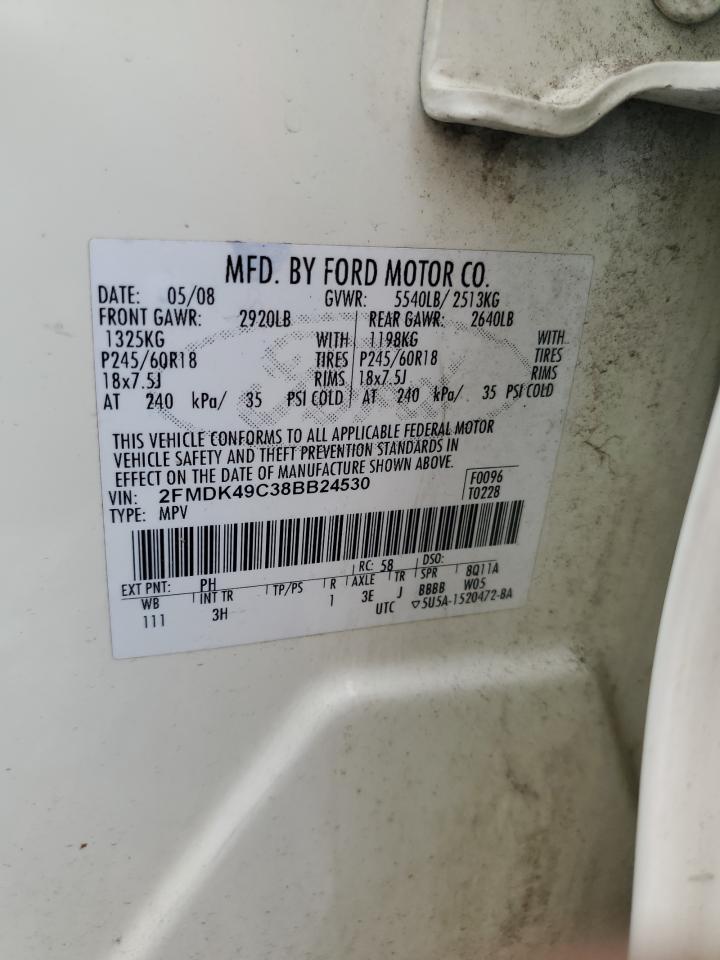 MFD. BY FORD MOTOR CO.
DATE: 05/08 GVWR: 5540LB/ 2513KG
FRONT GAWR: 2920LB REAR GAWR: 2640LB
1325KG WITH 1198KG WITH
P245/60R18 TIRES P245/60R18 TIRES
18x7.5J RIMS 18x7.5J RIMS
AT 240 kPa/ 35 PSI COLD AT 240 kPa/ 35 PSI COLD
THIS VEHICLE CONFORMS TO ALL APPLICABLE FEDERAL MOTOR
VEHICLE SAFETY AND THEFT PREVENTION STANDARDS IN
EFFECT ON THE DATE OF MANUFACTURE SHOWN ABOVE.
VIN: 2FMDK49C38BB24530 F0096
TYPE: MPV T0228
EXT PNT: PH RC: 58 DSO:
WB INT TR TP/PS R AXLE TR SPR 8Q11A
111 3H 1 3E J BBBB W05
UTC ▽5U5A-1520472-BA